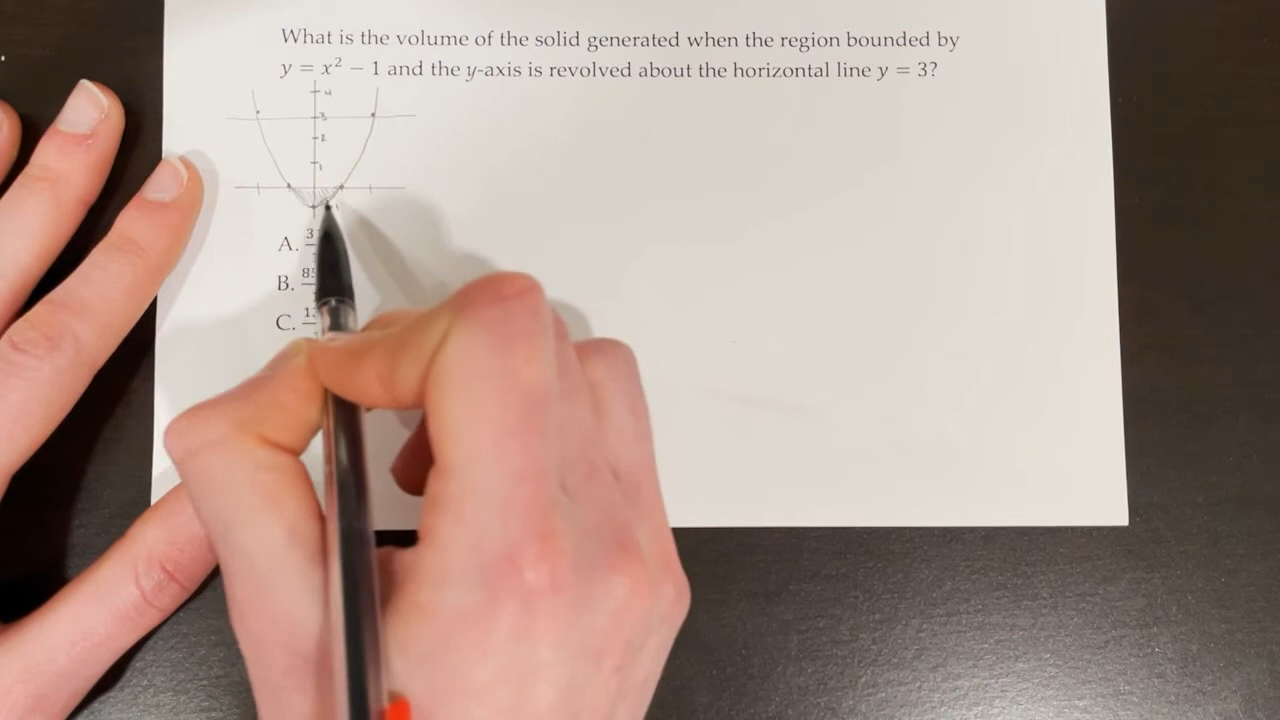 What is the volume of the solid generated when the region bounded by
y = x² − 1 and the y-axis is revolved about the horizontal line y = 3?
4
3
2
1
A.
B.
C.